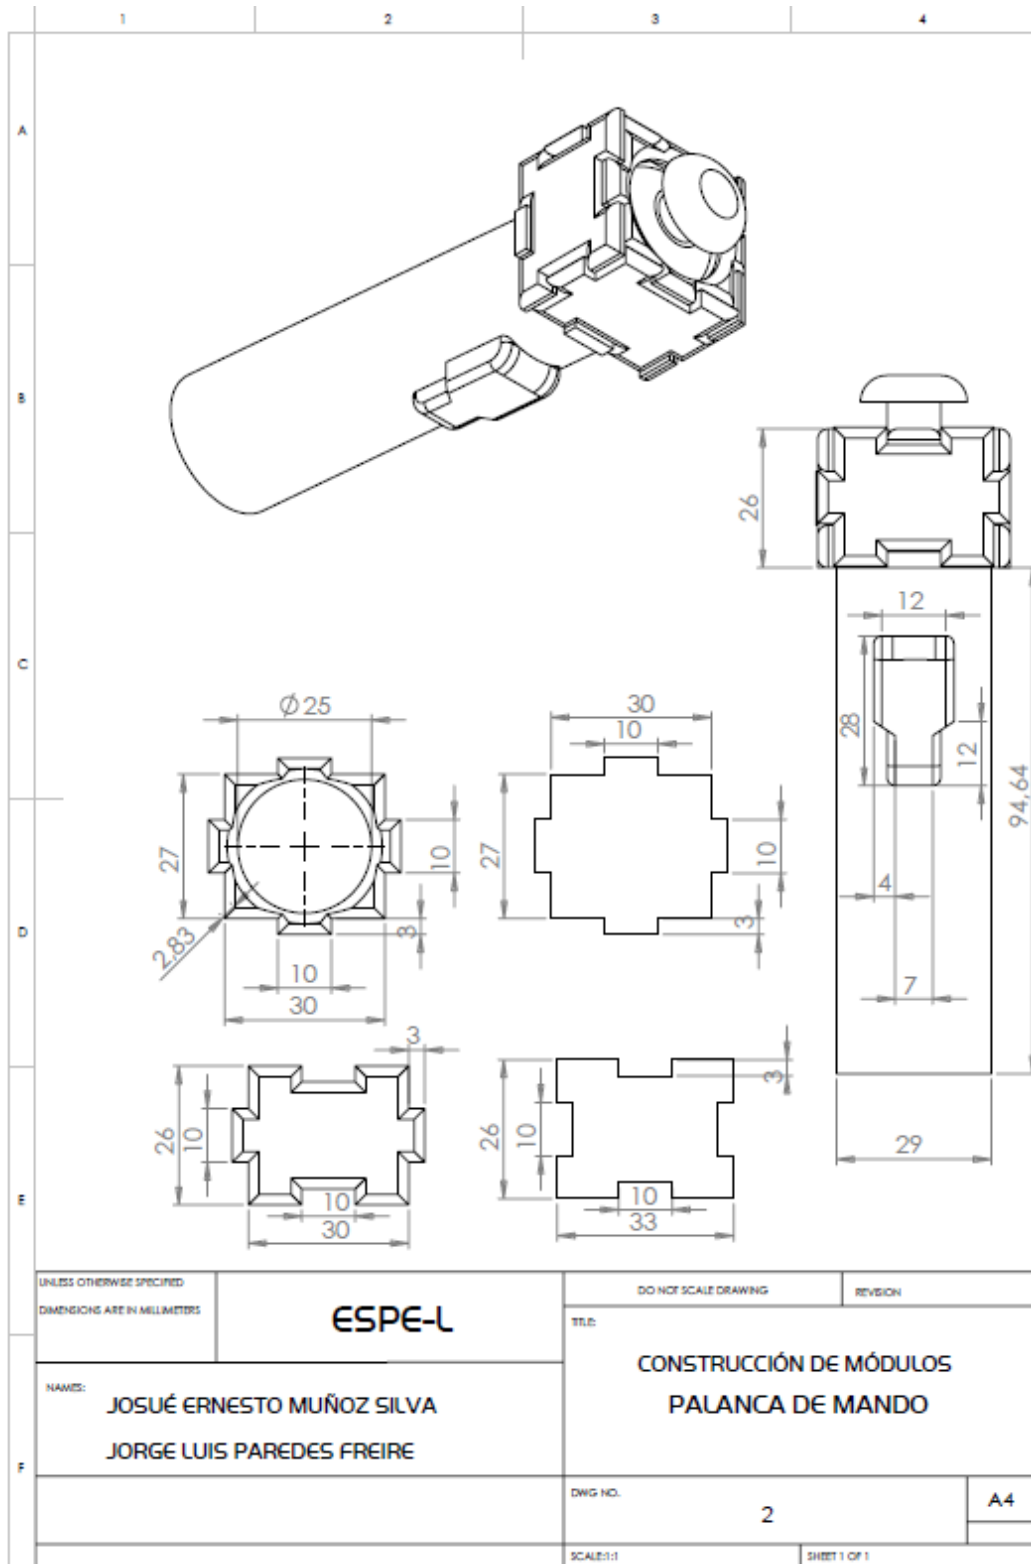 1 2 3 4
A
B
C
D
E
F
26
12
28
12
94,64
4
7
29
Ø 25
27
10
2,83
3
10
30
30
10
27
10
3
3
26
10
10
30
3
26
10
10
33
UNLESS OTHERWISE SPECIFIED
DIMENSIONS ARE IN MILLIMETERS
ESPE-L
DO NOT SCALE DRAWING
REVISION
TITLE:
CONSTRUCCIÓN DE MÓDULOS
PALANCA DE MANDO
NAMES:
JOSUÉ ERNESTO MUÑOZ SILVA
JORGE LUIS PAREDES FREIRE
DWG NO.
2
A4
SCALE:1:1
SHEET 1 OF 1